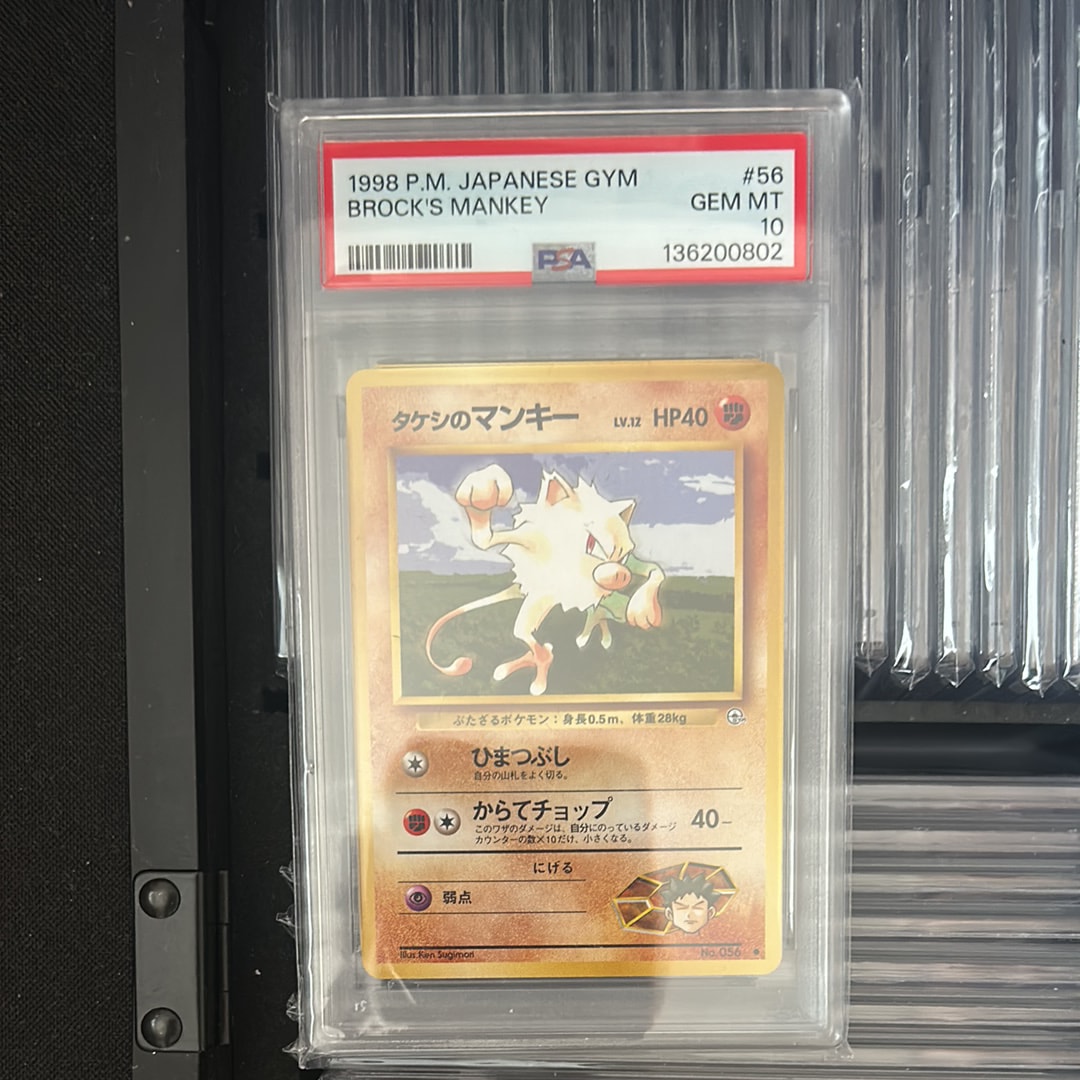 1998 P.M. JAPANESE GYM #56
BROCK'S MANKEY GEM MT
10
PSA 136200802
タケシのマンキー LV.12 HP40
ぶたざるポケモン：身長0.5m、体重28kg
ひまつぶし
自分の山札をよく切る。
からてチョップ 40−
このワザのダメージは、自分にのっているダメージ
カウンターの数×10だけ、小さくなる。
にげる
弱点
Illus. Ken Sugimori No.056